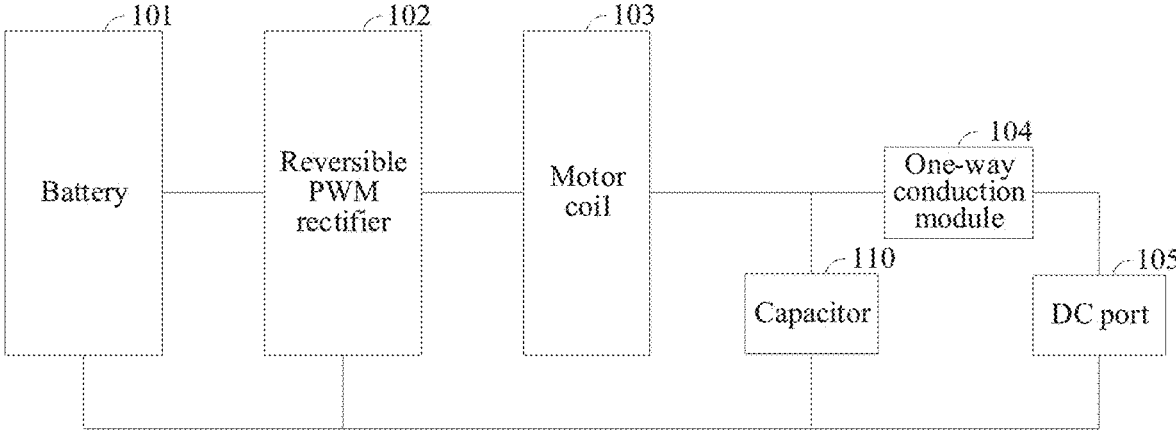 101
102
103
Battery
Reversible
PWM
rectifier
Motor
coil
104
One-way
conduction
module
110
Capacitor
105
DC port